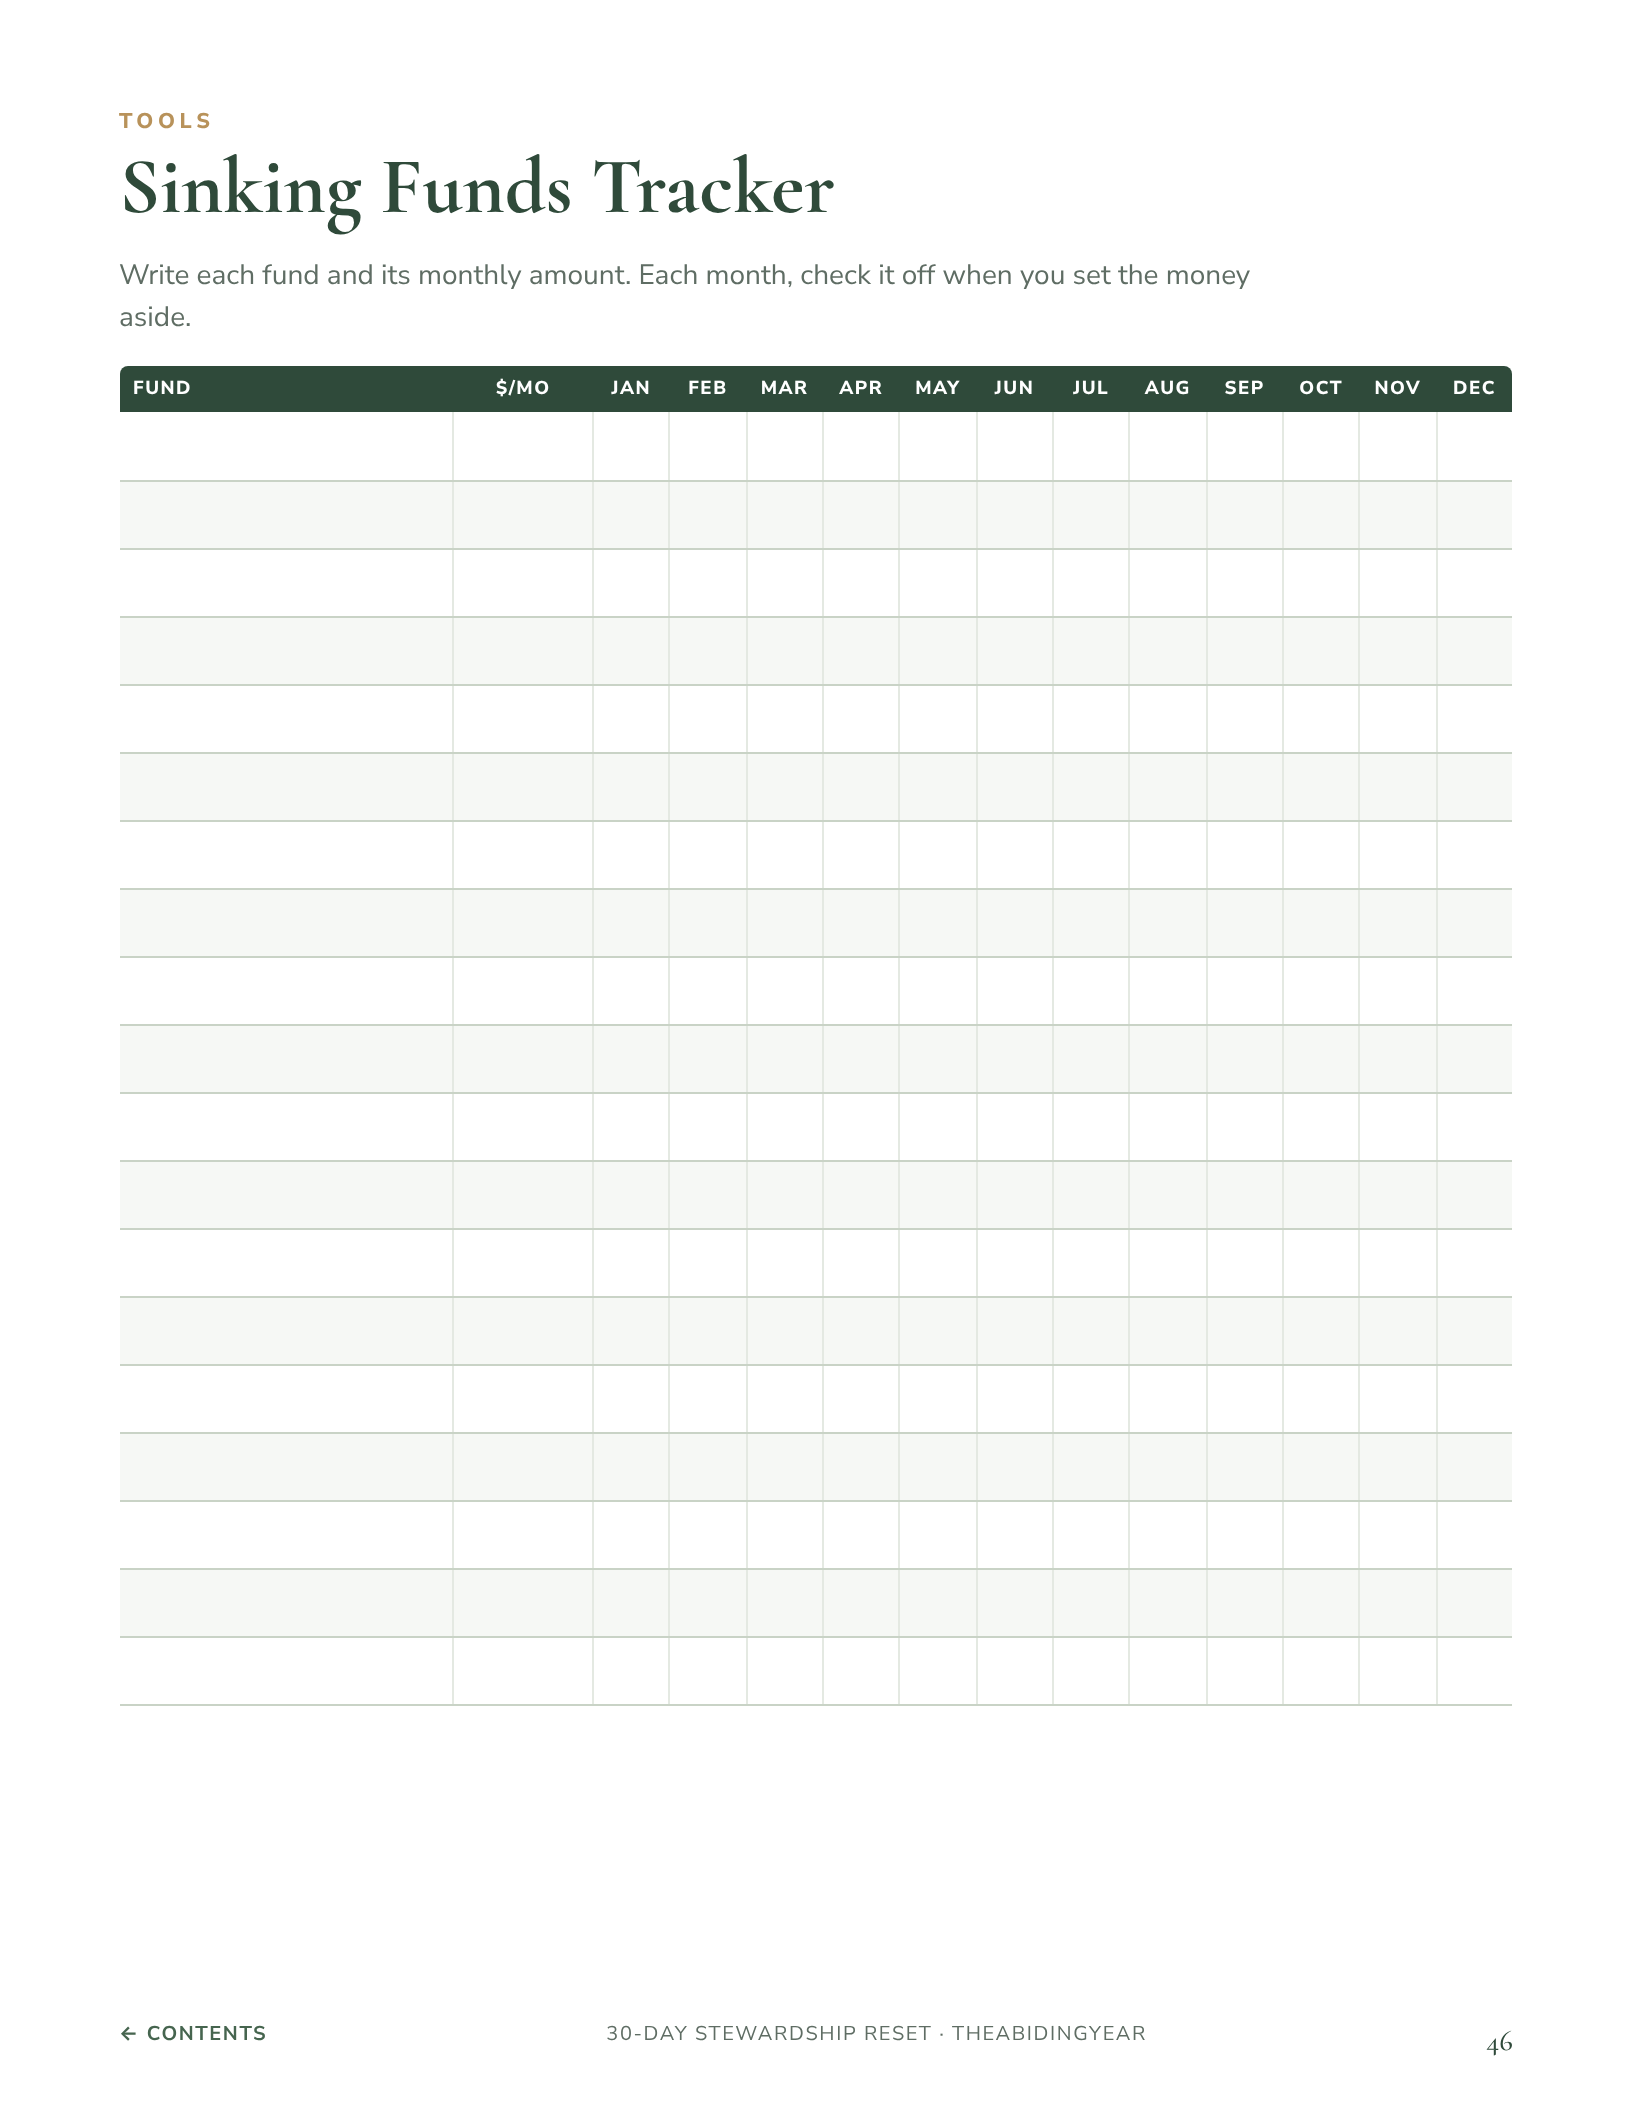 TOOLS
Sinking Funds Tracker
Write each fund and its monthly amount. Each month, check it off when you set the money
aside.
FUND $/MO JAN FEB MAR APR MAY JUN JUL AUG SEP OCT NOV DEC
← CONTENTS 30-DAY STEWARDSHIP RESET · THEABIDINGYEAR 46